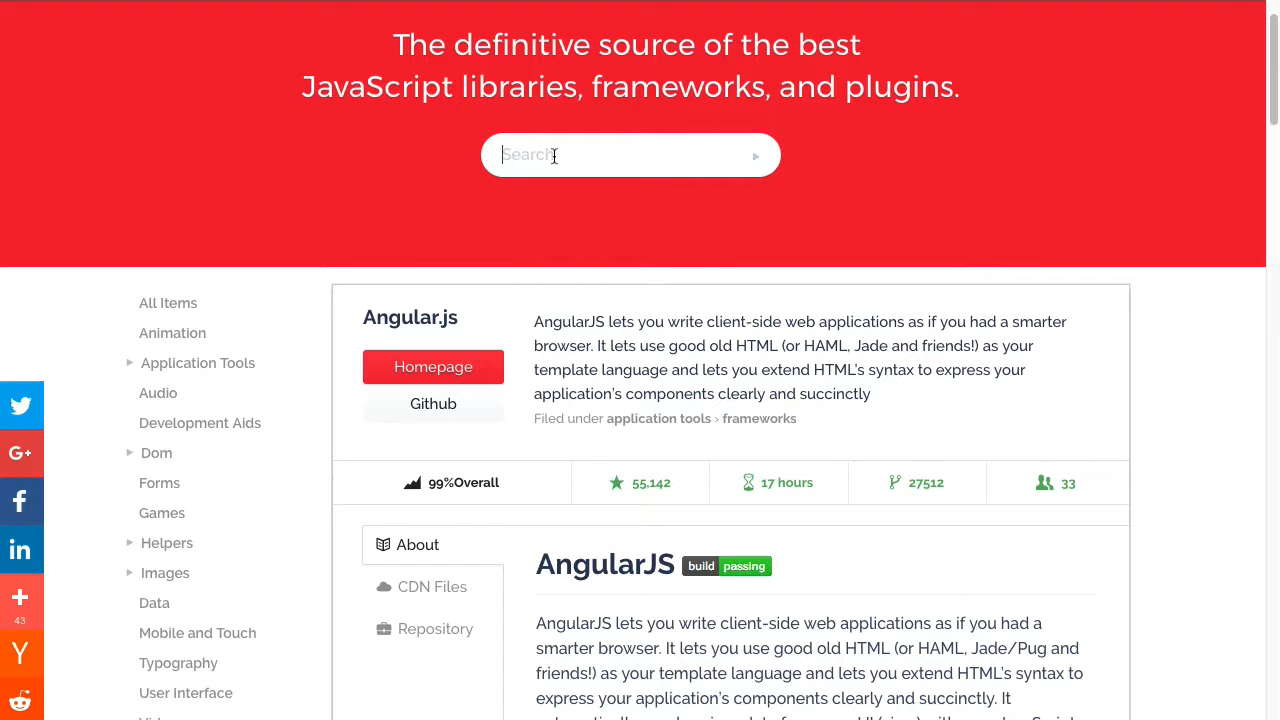 The definitive source of the best
JavaScript libraries, frameworks, and plugins.
Search
All Items
Animation
Application Tools
Audio
Development Aids
Dom
Forms
Games
Helpers
Images
Data
Mobile and Touch
Typography
User Interface
G+
f
in
+
43
Y
Angular.js
Homepage
Github
AngularJS lets you write client-side web applications as if you had a smarter
browser. It lets use good old HTML (or HAML, Jade and friends!) as your
template language and lets you extend HTML's syntax to express your
application's components clearly and succinctly
Filed under application tools › frameworks
99%Overall
55,142
17 hours
27512
33
About
CDN Files
Repository
AngularJS build passing
AngularJS lets you write client-side web applications as if you had a
smarter browser. It lets you use good old HTML (or HAML, Jade/Pug and
friends!) as your template language and lets you extend HTML's syntax to
express your application's components clearly and succinctly. It